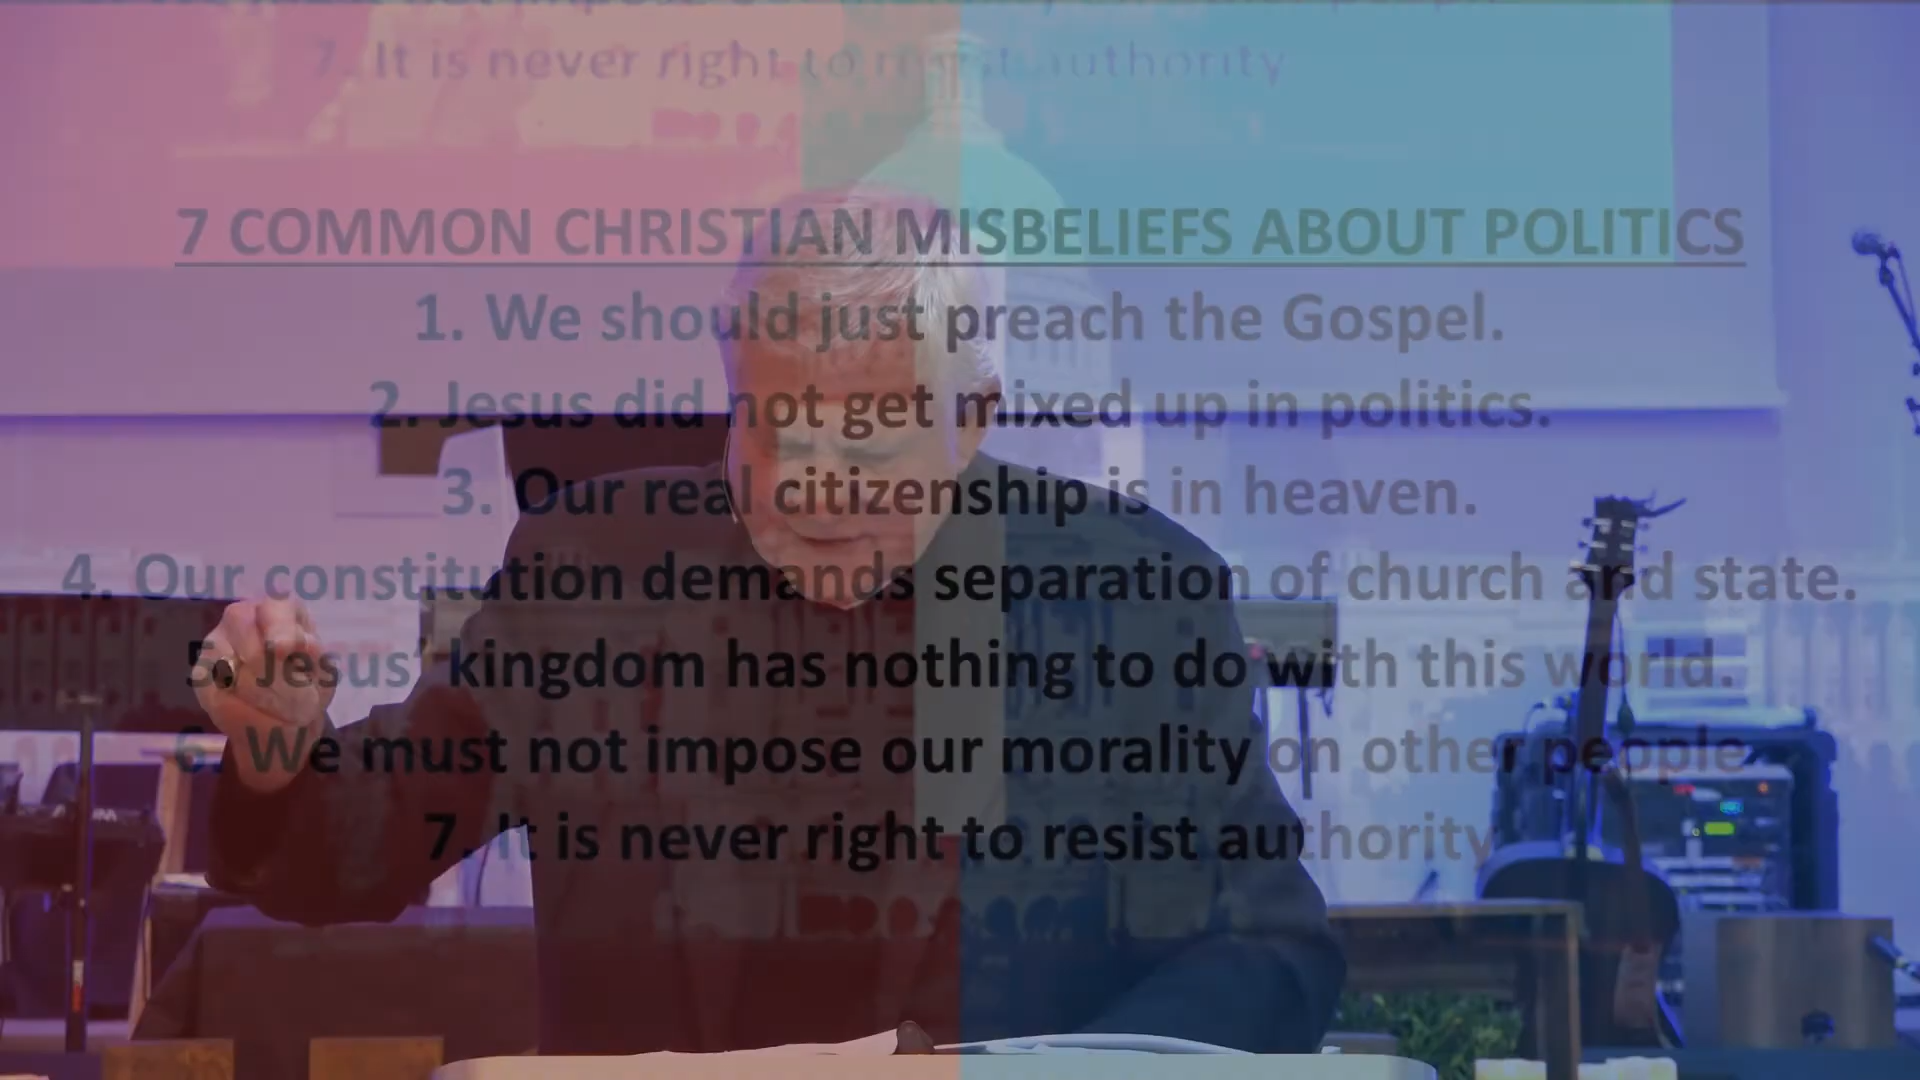 7. It is never right to resist authority
7 COMMON CHRISTIAN MISBELIEFS ABOUT POLITICS
1. We should just preach the Gospel.
2. Jesus did not get mixed up in politics.
3. Our real citizenship is in heaven.
4. Our constitution demands separation of church and state.
5. Jesus' kingdom has nothing to do with this world.
6. We must not impose our morality on other people
7. It is never right to resist authority